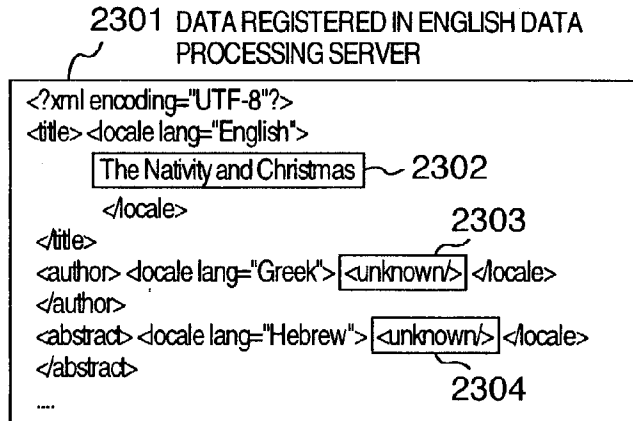 2301 DATA REGISTERED IN ENGLISH DATA
PROCESSING SERVER
<?xml encoding="UTF-8"?>
<title> <locale lang="English">
The Nativity and Christmas 2302
</locale>
2303
</title>
<author> <locale lang="Greek"> <unknown/> </locale>
</author>
<abstract> <locale lang="Hebrew"> <unknown/> </locale>
</abstract>
2304
....